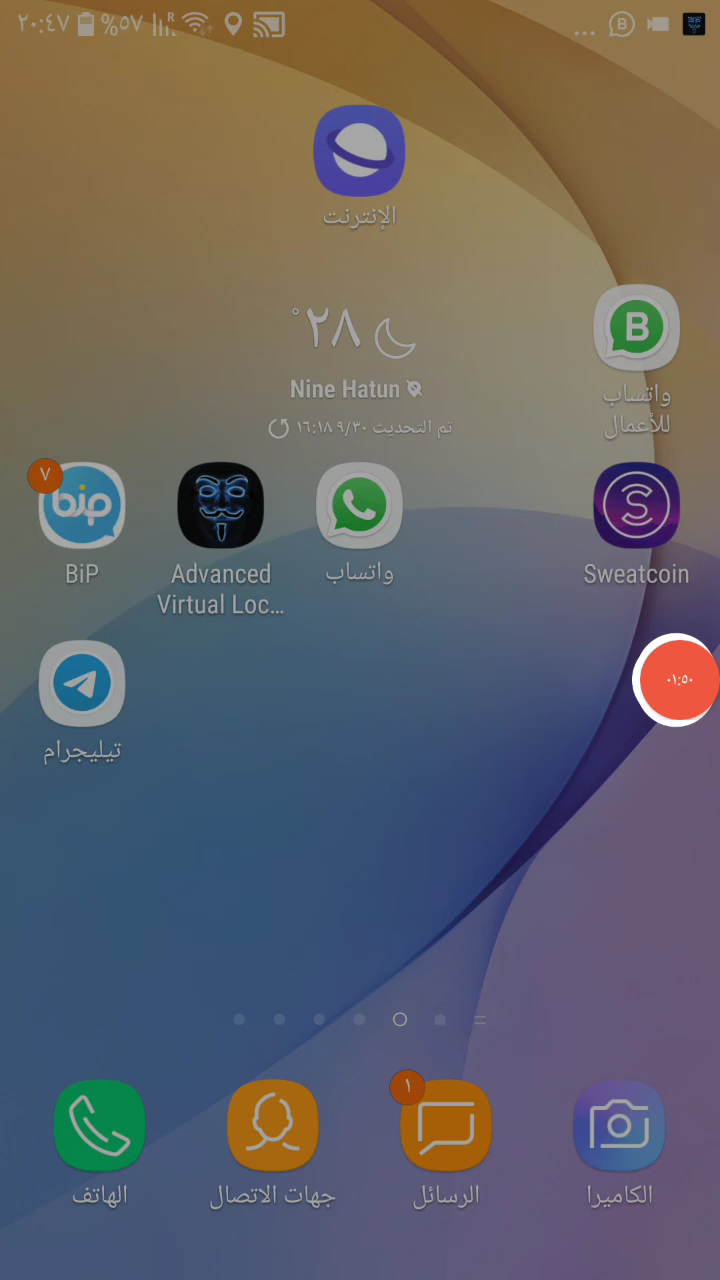 ٢٠:٤٧ %٥٧ R
B
الإنترنت
٢٨°
Nine Hatun
تم التحديث ٩/٣٠ ١٦:١٨
B
واتساب
للأعمال
٧
bip
BiP
Advanced
Virtual Loc...
واتساب
S
Sweatcoin
تيليجرام
٠١:٥٠
١
الهاتف
جهات الاتصال
الرسائل
الكاميرا